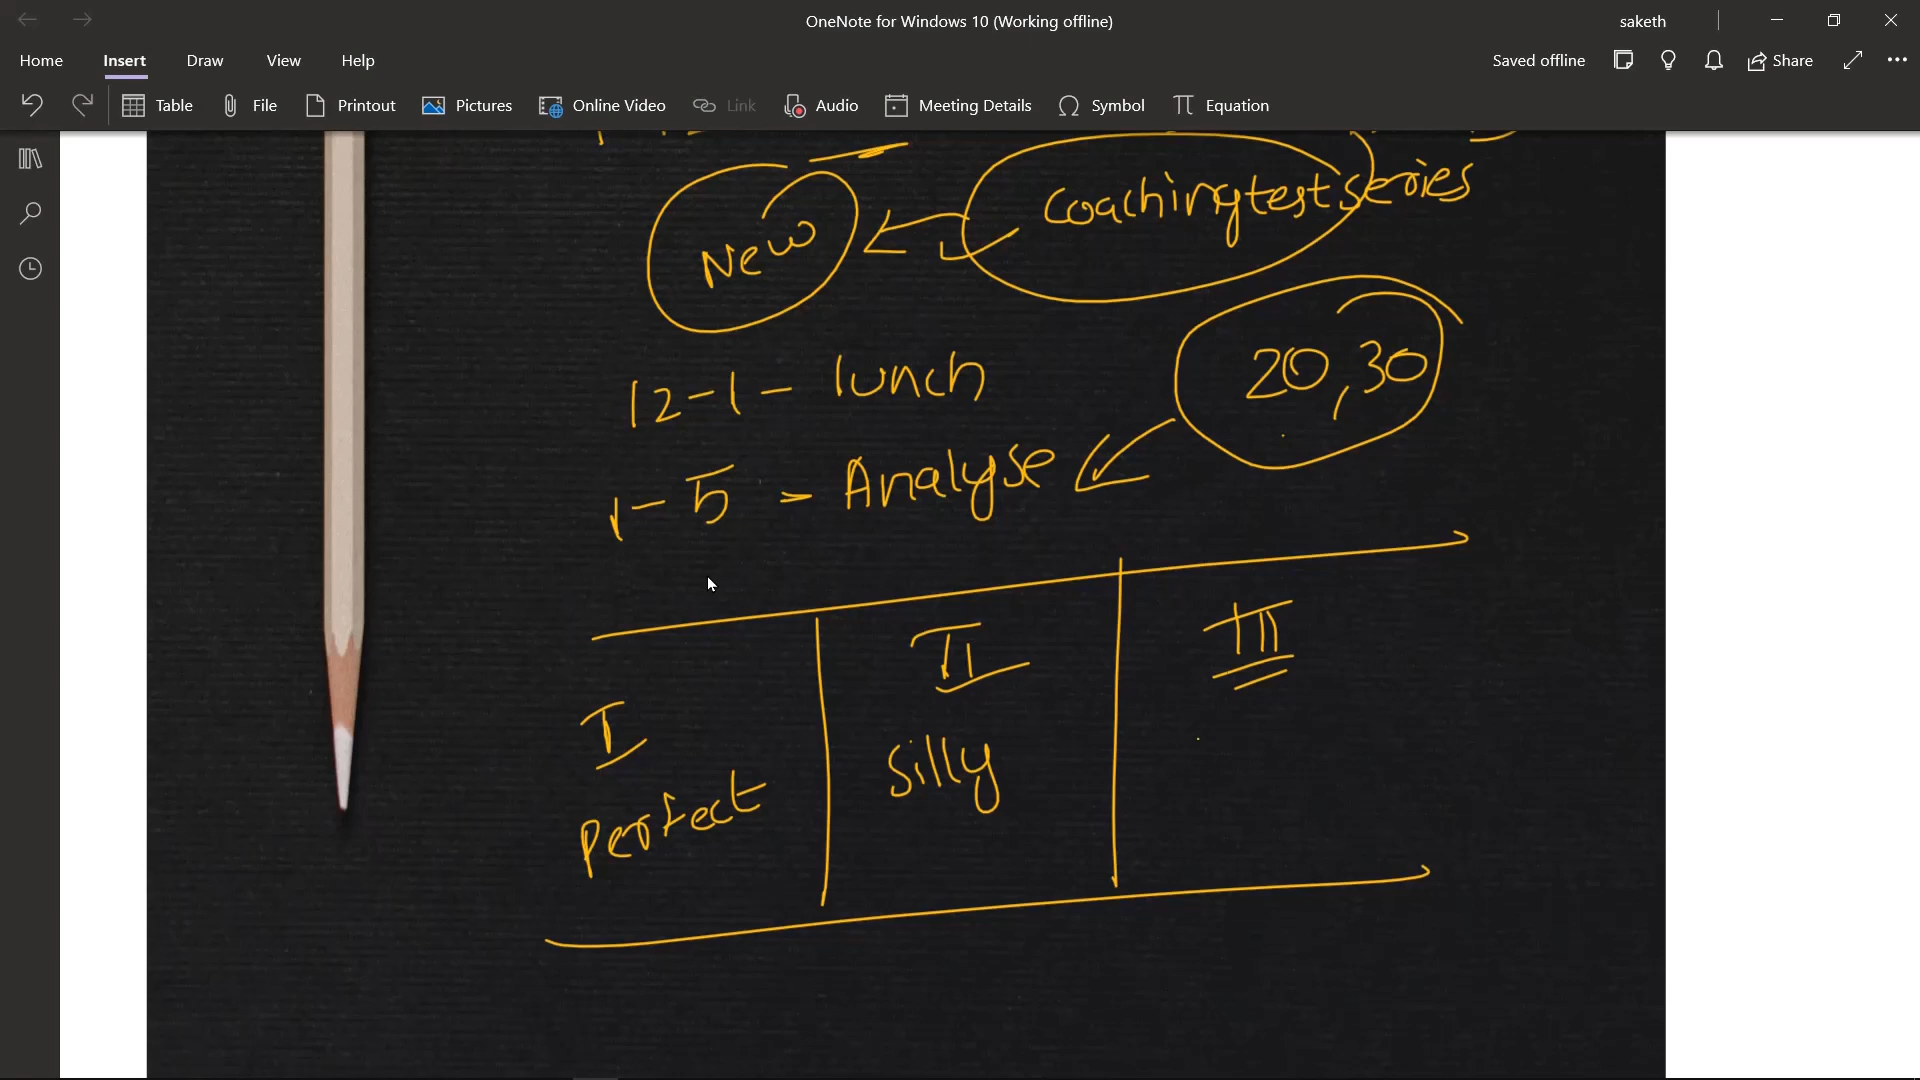 OneNote for Windows 10 (Working offline)
saketh
Home Insert Draw View Help
Saved offline
Share
Table File Printout Pictures Online Video Link Audio Meeting Details Symbol Equation
New
Coaching test series
12-1- lunch
20,30
1-5 - Analyse
I
II
III
Perfect
Silly